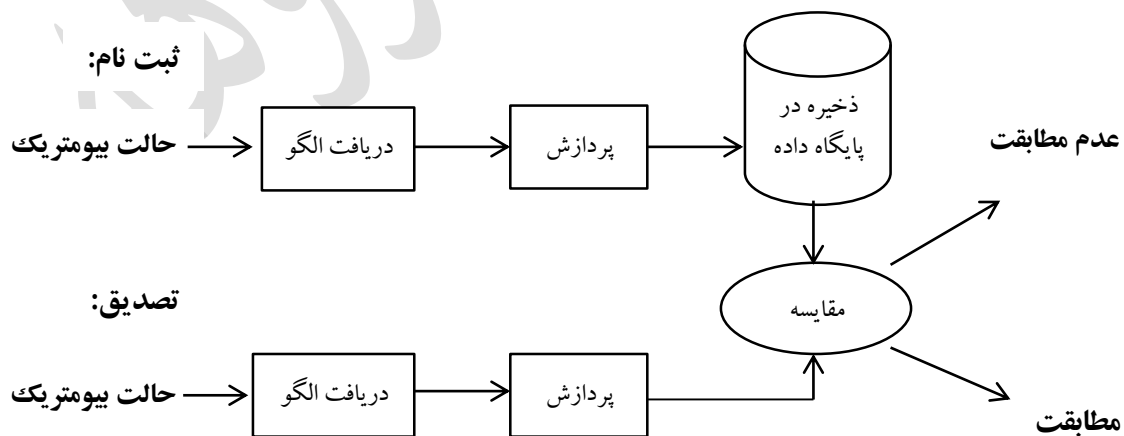 ثبت نام:
حالت بیومتریک
دریافت الگو
پردازش
ذخیره در
پایگاه داده
عدم مطابقت
مقایسه
تصدیق:
حالت بیومتریک
دریافت الگو
پردازش
مطابقت